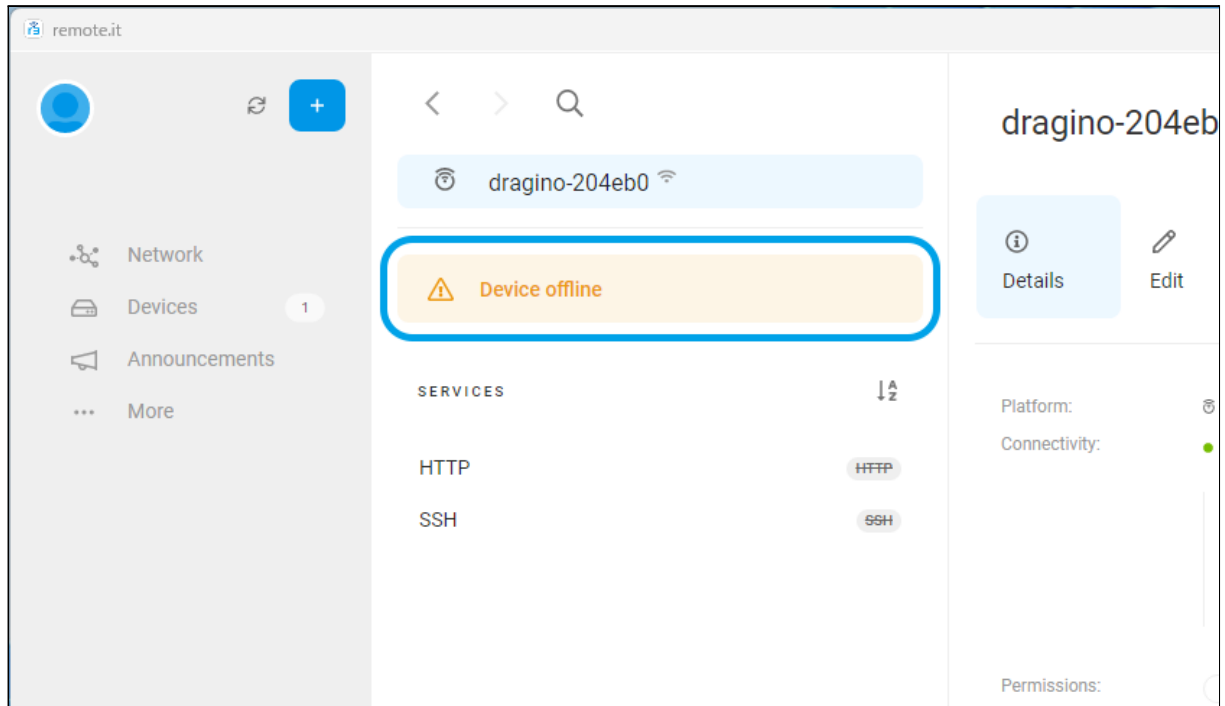 remote.it
+
Network
Devices 1
Announcements
More
dragino-204eb0
Device offline
SERVICES
AZ
HTTP HTTP
SSH SSH
dragino-204eb
Details
Edit
Platform:
Connectivity:
Permissions: